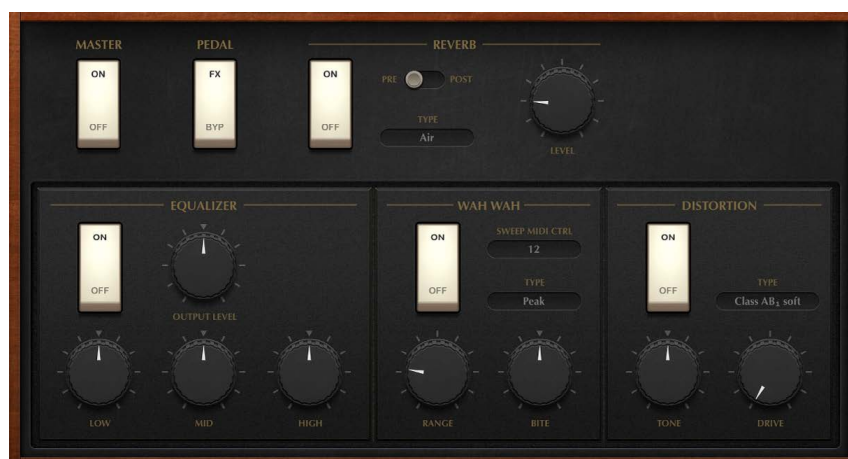 MASTER
PEDAL
REVERB
ON
OFF
FX
BYP
ON
OFF
PRE
POST
TYPE
Air
LEVEL
EQUALIZER
ON
OFF
OUTPUT LEVEL
LOW
MID
HIGH
WAH WAH
ON
OFF
SWEEP MIDI CTRL
12
TYPE
Peak
RANGE
BITE
DISTORTION
ON
OFF
TYPE
Class AB₁ soft
TONE
DRIVE